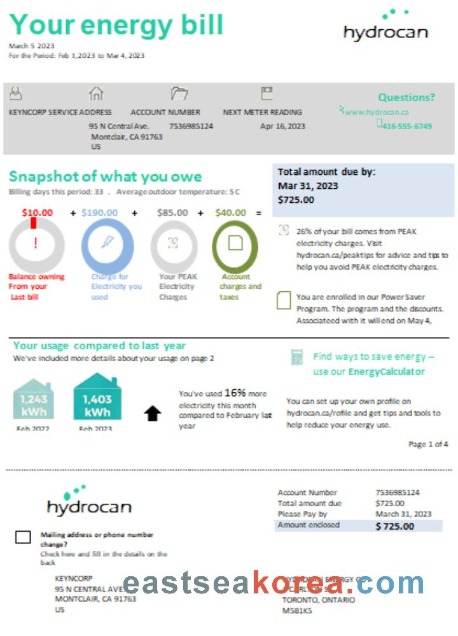 Your energy bill
March 5 2023
For the Period: Feb 1,2023 to Mar 4, 2023
hydrocan
KEYNCORP SERVICE ADDRESS ACCOUNT NUMBER NEXT METER READING
95 N Central Ave. 7536985124 Apr 16, 2023
Montclair, CA 91763
US
Questions?
www.hydrocan.ca
416-555-6749
Snapshot of what you owe
Billing days this period: 33 . Average outdoor temperature: 5 C
$10.00 + $190.00 + $85.00 + $40.00 =
Balance owning
From your
Last bill
Charge for
Electricity you
used
Your PEAK
Electricity
Charges
Account
charges and
taxes
Total amount due by:
Mar 31, 2023
$725.00
26% of your bill comes from PEAK
electricity charges. Visit
hydrocan.ca/peaktips for advice and tips to
help you avoid PEAK electricity charges.
You are enrolled in our Power Saver
Program. The program and the discounts.
Associateed with it will end on May 4,
Your usage compared to last year
We've included more details about your usage on page 2
1,243
kWh
Feb 2022
1,403
kWh
Feb 2023
You've used 16% more
electricity this month
compared to February last
year
Find ways to save energy –
use our EnergyCalculator
You can set up your own profile on
hydrocan.ca/rofile and get tips and tools to
help reduce your energy use.
Page 1 of 4
hydrocan
Mailing address or phone number
change?
Check here and fill in the details on the
back
Account Number 7536985124
Total amount due $725.00
Please Pay by March 31, 2023
Amount enclosed $ 725.00
KEYNCORP
95 N CENTRAL AVE
MONTCLAIR, CA 91763
US
TORONTO, ONTARIO
M5B1K5
eastseakorea.com